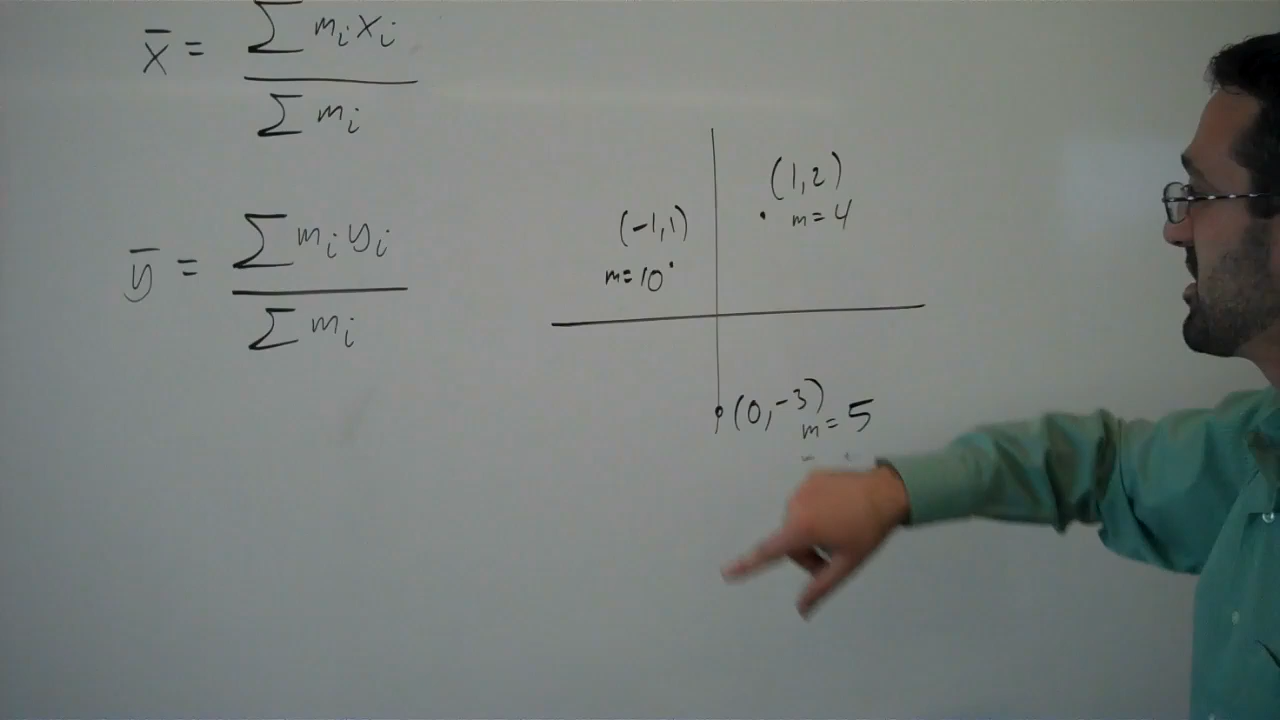 x̄ = Σ mᵢxᵢ / Σ mᵢ
ȳ = Σ mᵢyᵢ / Σ mᵢ
(1,2)
m=4
(-1,1)
m=10
(0,-3)
m=5